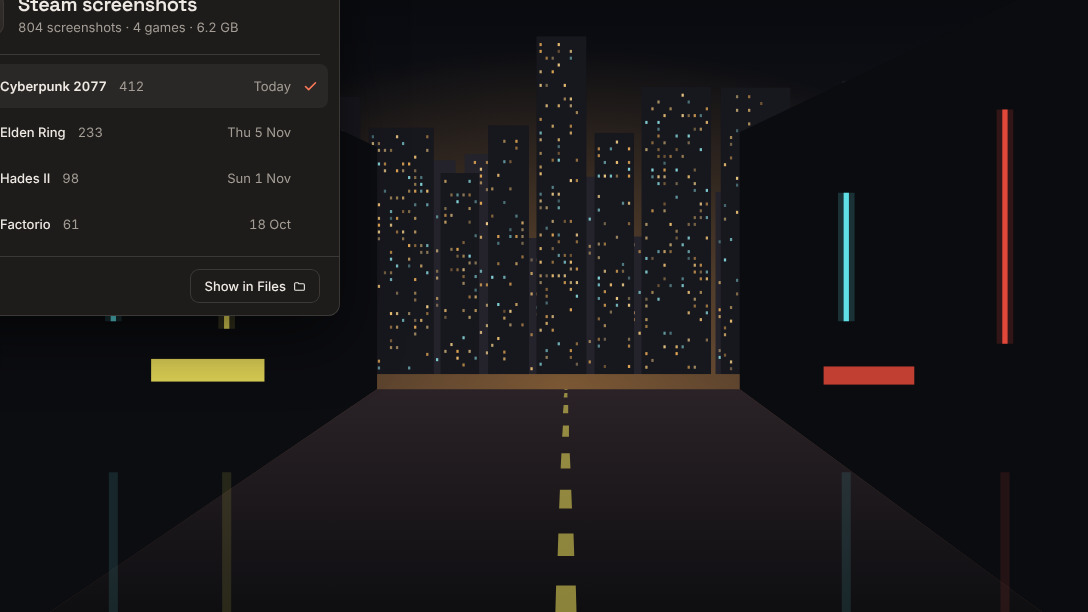 Steam screenshots
804 screenshots · 4 games · 6.2 GB
Cyberpunk 2077 412 Today
Elden Ring 233 Thu 5 Nov
Hades II 98 Sun 1 Nov
Factorio 61 18 Oct
Show in Files